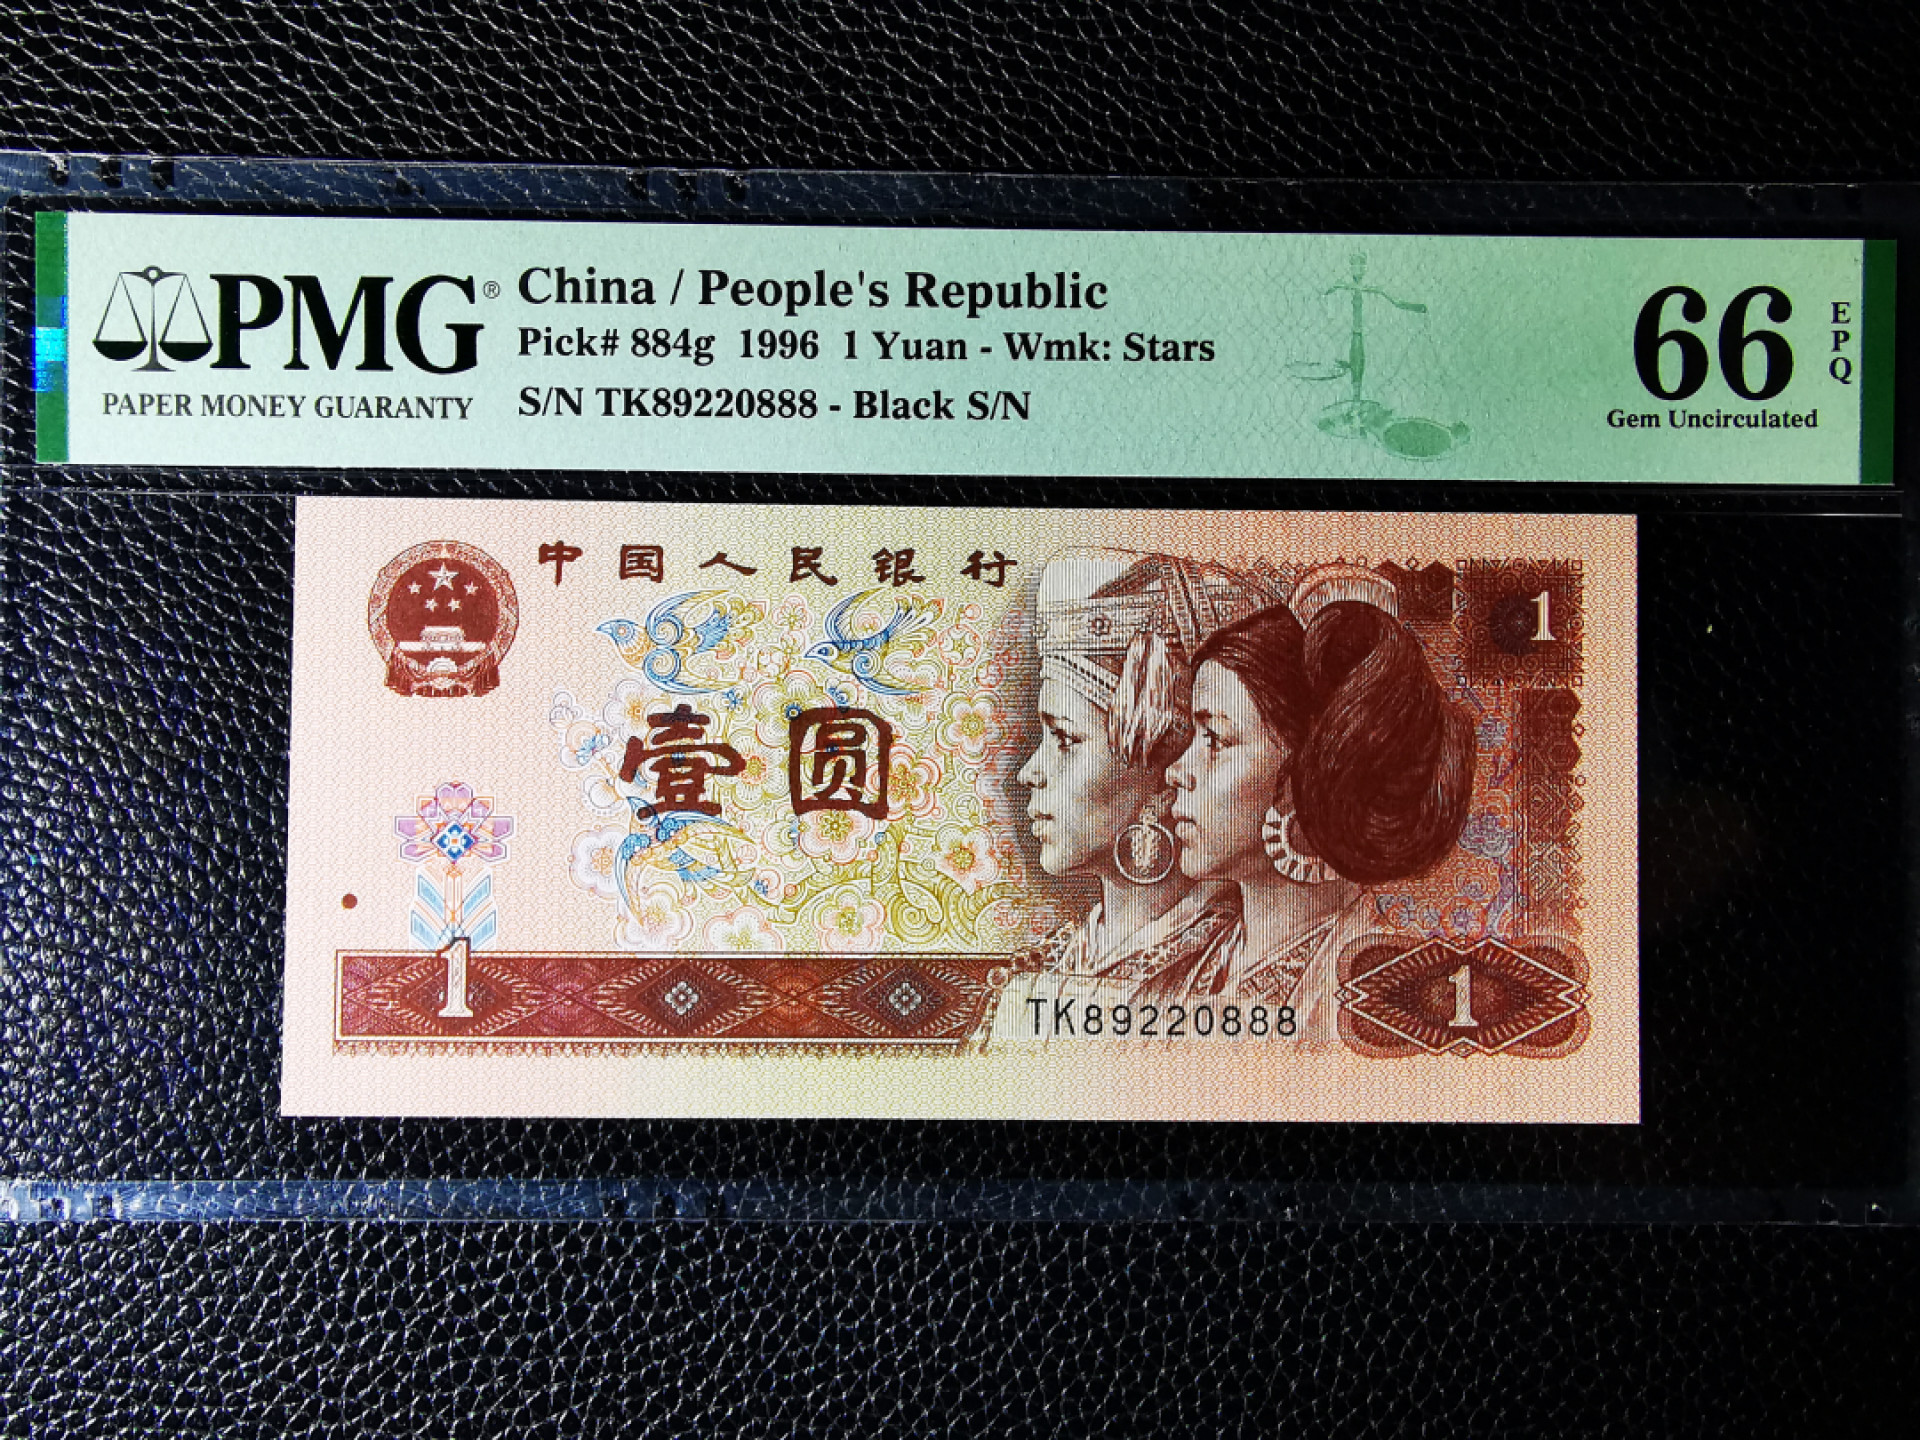 PMG®
PAPER MONEY GUARANTY
China / People's Republic
Pick# 884g 1996 1 Yuan - Wmk: Stars
S/N TK89220888 - Black S/N
66
EPQ
Gem Uncirculated
中国人民银行
1
壹圆
1
TK89220888
1